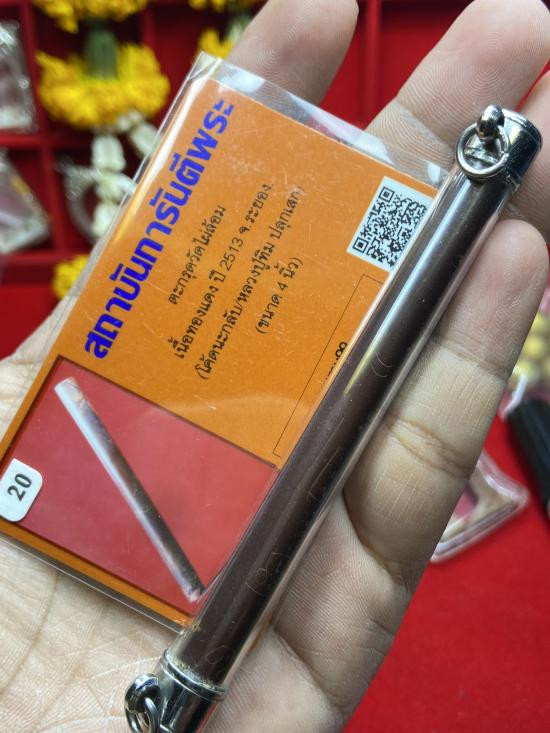 สถาบันการันตีพระ
ตะกรุดวัดไผ่ล้อม
เนื้อทองแดง ปี 2513 จ.ระยอง.
(โค้ดนะกลับ/หลวงปู่ทิม ปลุกเสก)
(ขนาด 4 นิ้ว)
20